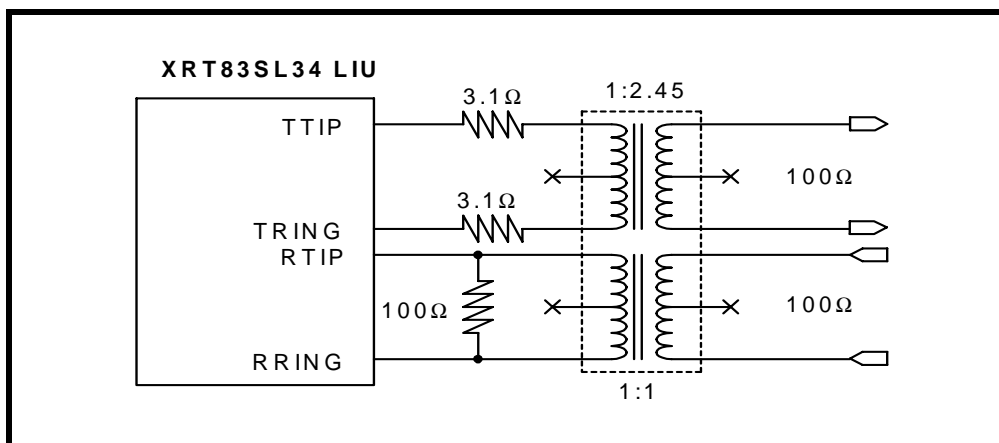 XRT83SL34 LIU
1:2.45
3.1Ω
TTIP
100Ω
3.1Ω
TRING
RTIP
100Ω
100Ω
RRING
1:1